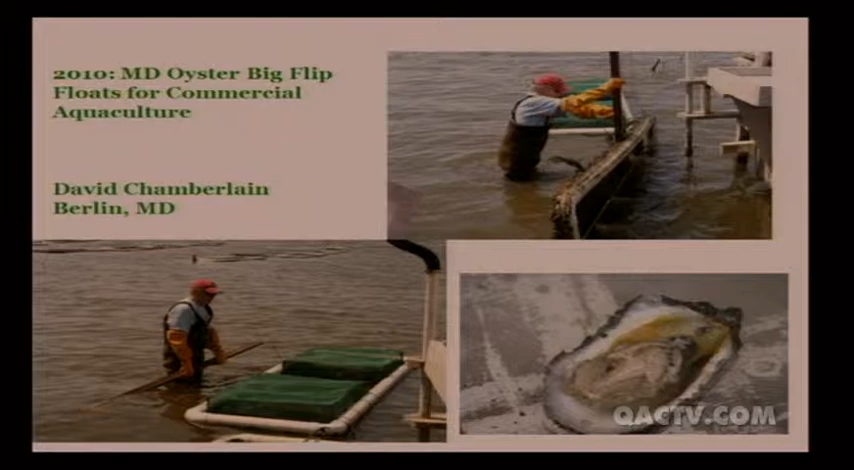 2010: MD Oyster Big Flip
Floats for Commercial
Aquaculture
David Chamberlain
Berlin, MD
QACTV.COM